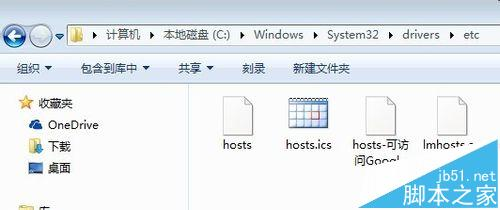 计算机 ▸ 本地磁盘 (C:) ▸ Windows ▸ System32 ▸ drivers ▸ etc
组织 包含到库中 共享 刻录 新建文件夹
收藏夹
OneDrive
下载
桌面
库
hosts
hosts.ics
hosts-可访
问Googl
lmhosts
jb51.net
脚本之家